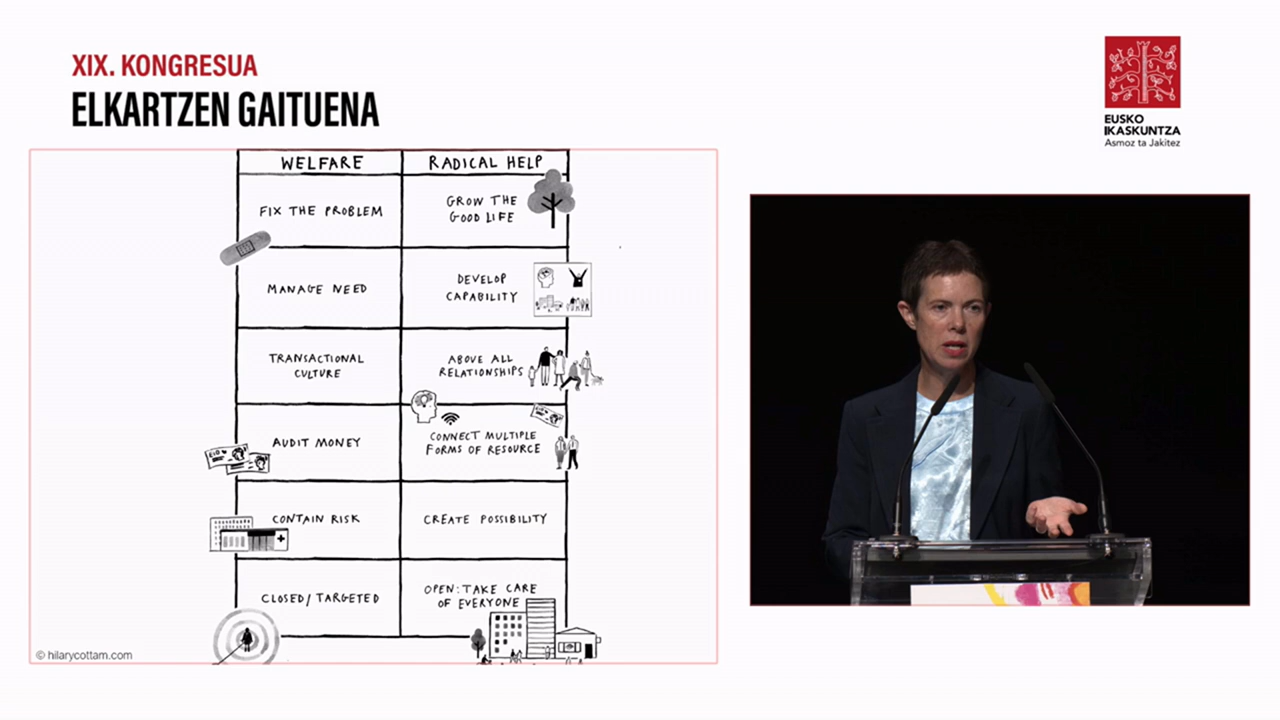 XIX. KONGRESUA
ELKARTZEN GAITUENA
EUSKO
IKASKUNTZA
Asmoz ta Jakitez
WELFARE
RADICAL HELP
FIX THE PROBLEM
GROW THE
GOOD LIFE
MANAGE NEED
DEVELOP
CAPABILITY
TRANSACTIONAL
CULTURE
ABOVE ALL
RELATIONSHIPS
AUDIT MONEY
CONNECT MULTIPLE
FORMS OF RESOURCE
CONTAIN RISK
CREATE POSSIBILITY
CLOSED/TARGETED
OPEN: TAKE CARE
OF EVERYONE
© hilarycottam.com